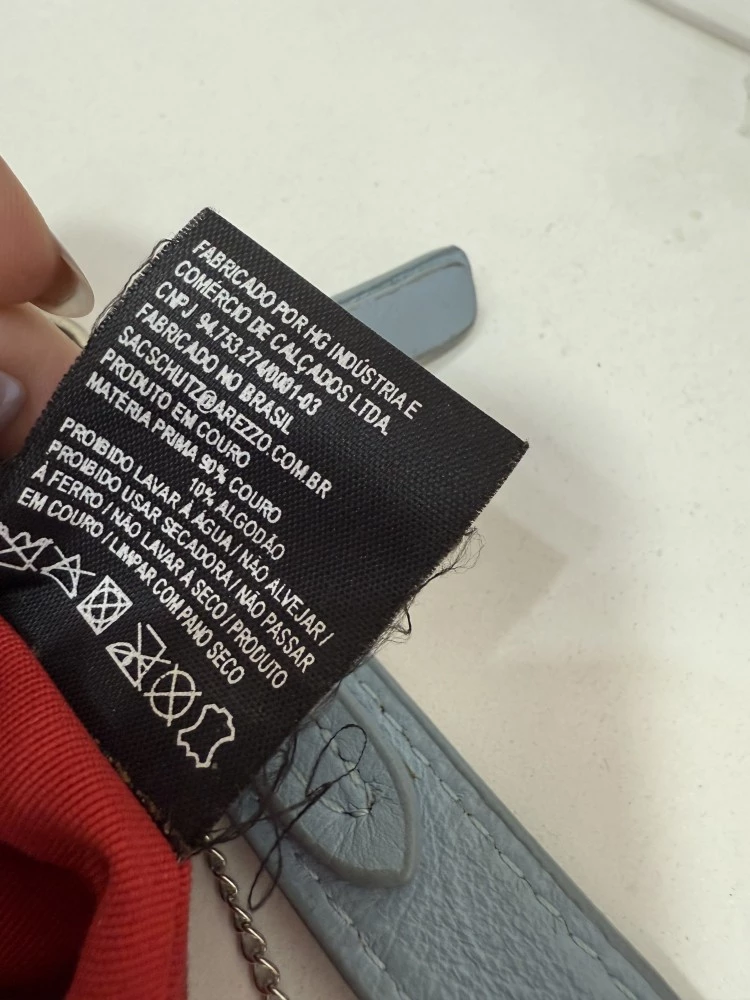 FABRICADO POR HG INDÚSTRIA E
COMÉRCIO DE CALÇADOS LTDA.
CNPJ 94.753.274/0001-03
FABRICADO NO BRASIL
SACSCHUTZ@AREZZO.COM.BR
PRODUTO EM COURO
MATÉRIA PRIMA 90% COURO
10% ALGODÃO
PROIBIDO LAVAR À ÁGUA / NÃO ALVEJAR /
PROIBIDO USAR SECADORA / NÃO PASSAR
À FERRO / NÃO LAVAR À SECO / PRODUTO
EM COURO / LIMPAR COM PANO SECO